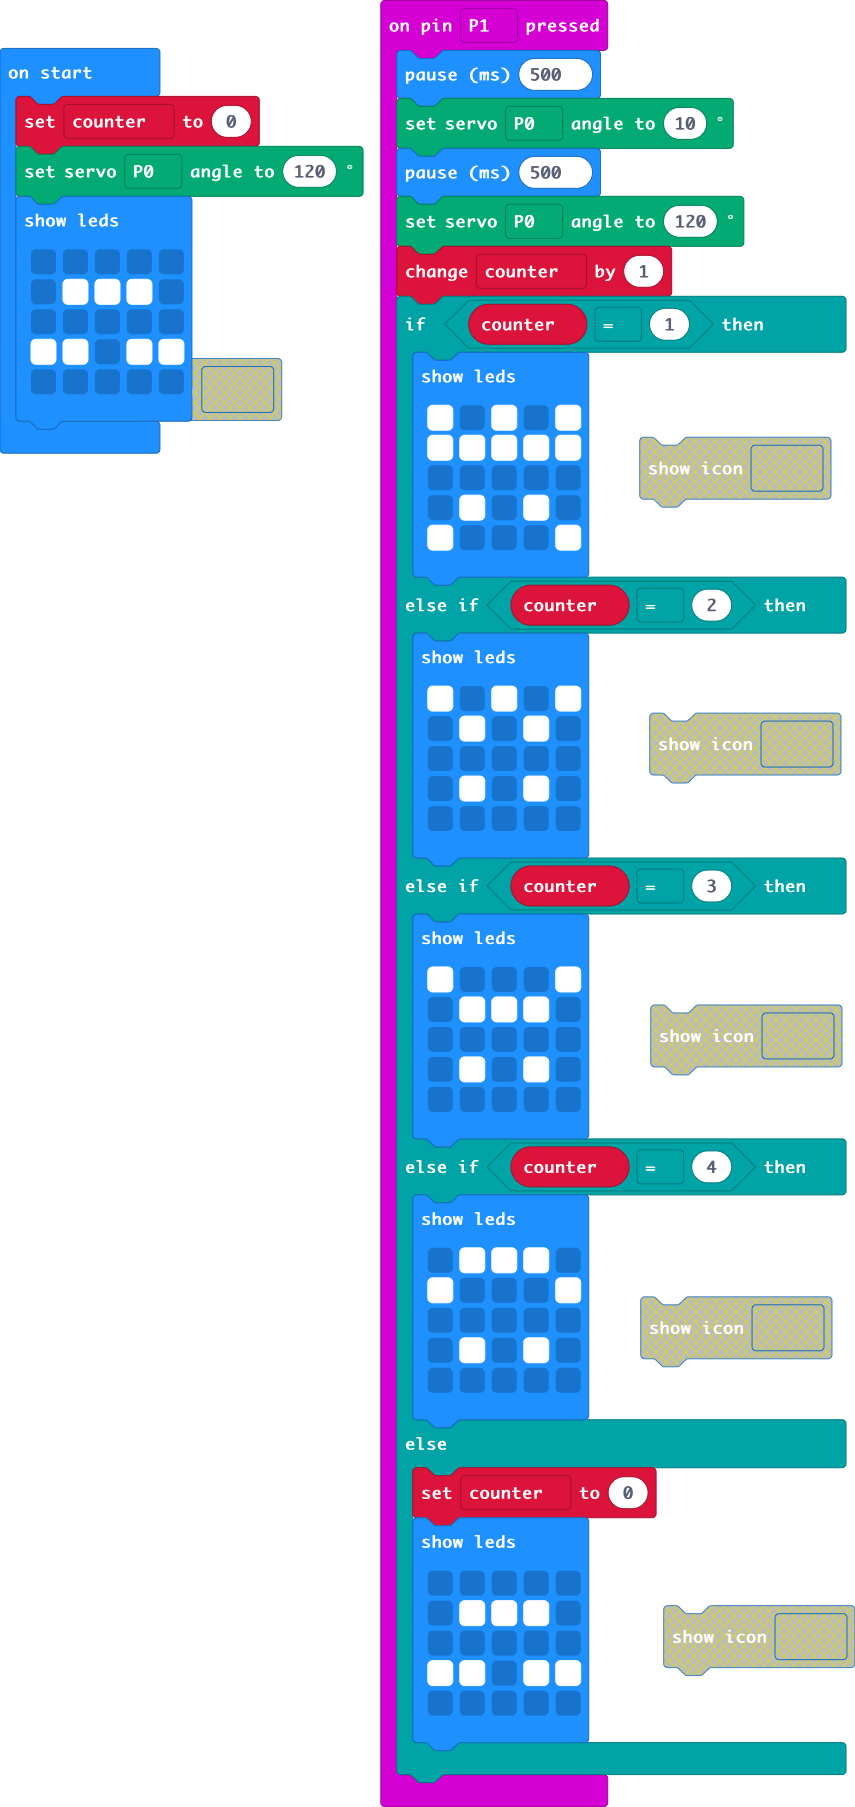 on start
set counter to 0
set servo P0 angle to 120 °
show leds
on pin P1 pressed
pause (ms) 500
set servo P0 angle to 10 °
pause (ms) 500
set servo P0 angle to 120 °
change counter by 1
if counter = 1 then
show leds
show icon
else if counter = 2 then
show leds
show icon
else if counter = 3 then
show leds
show icon
else if counter = 4 then
show leds
show icon
else
set counter to 0
show leds
show icon